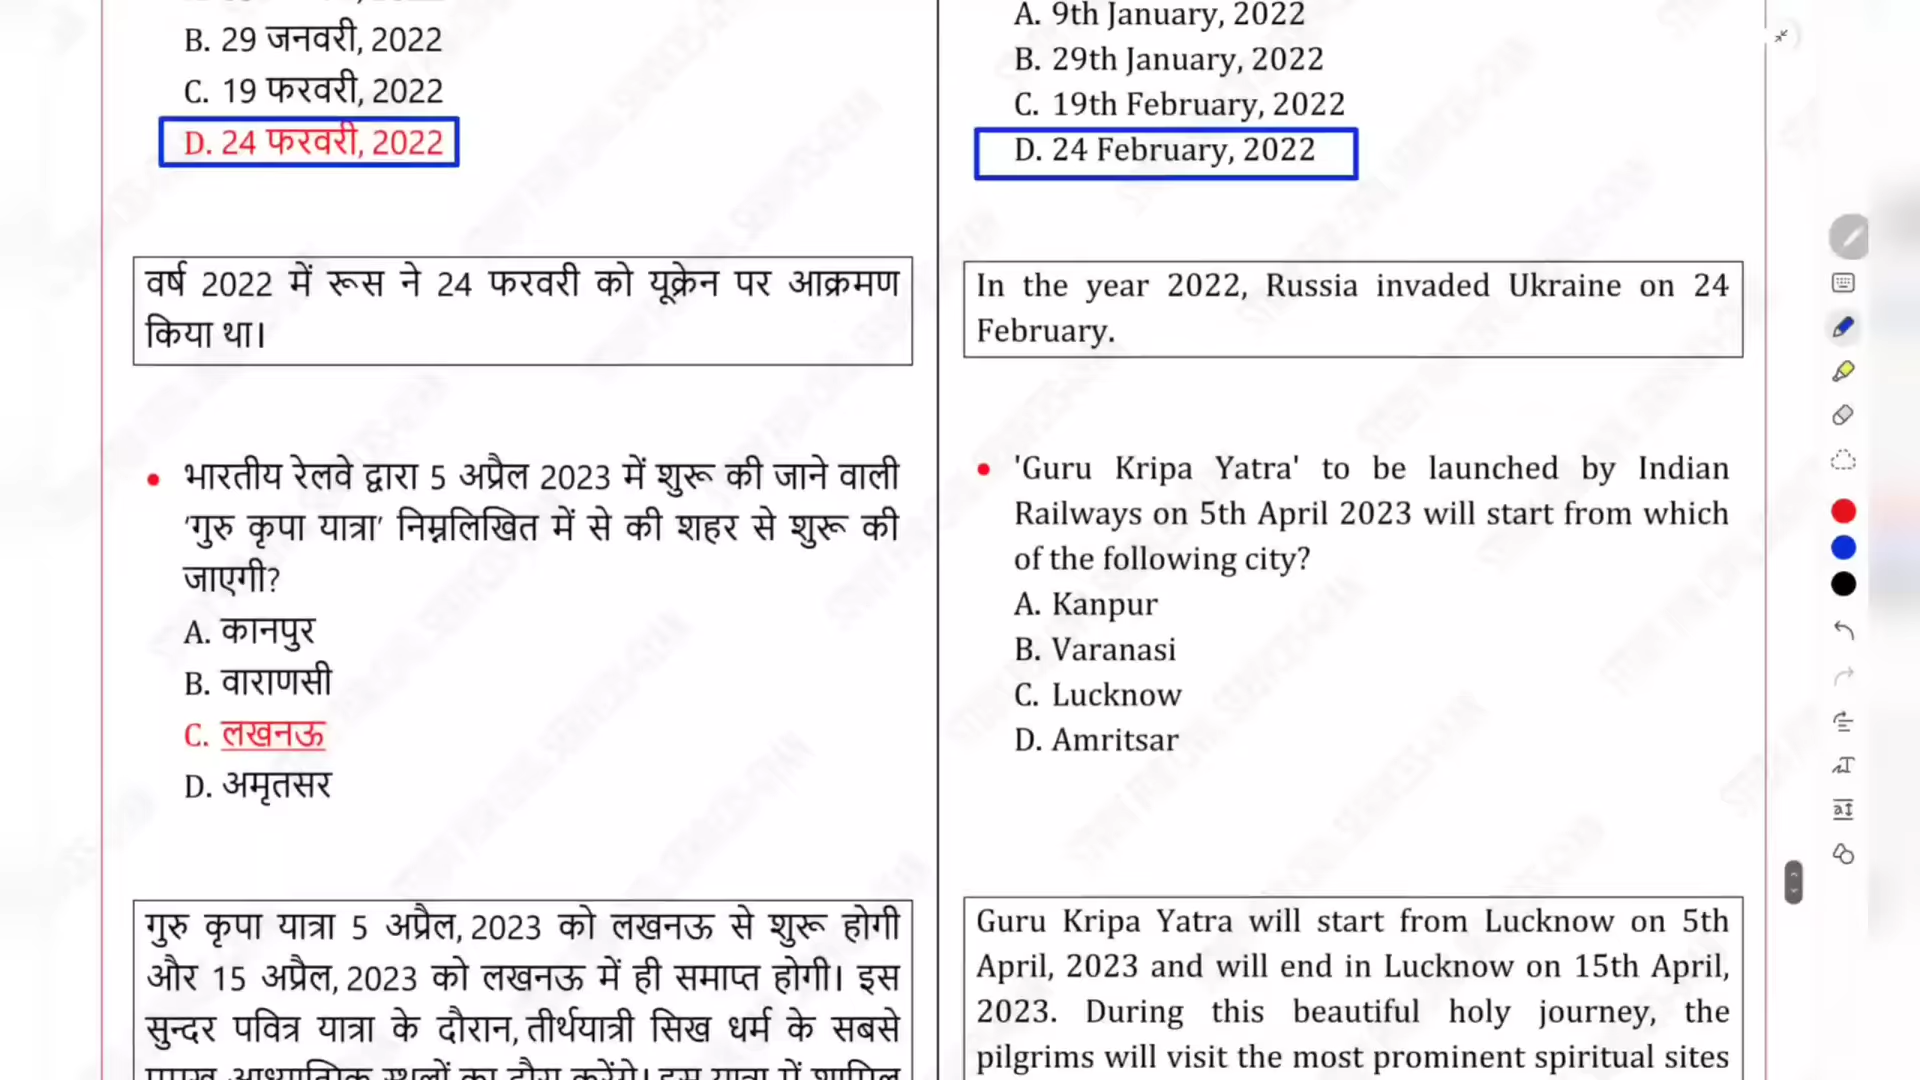 B. 29 जनवरी, 2022
C. 19 फरवरी, 2022
D. 24 फरवरी, 2022
वर्ष 2022 में रूस ने 24 फरवरी को यूक्रेन पर आक्रमण
किया था।
भारतीय रेलवे द्वारा 5 अप्रैल 2023 में शुरू की जाने वाली
‘गुरु कृपा यात्रा’ निम्नलिखित में से की शहर से शुरू की
जाएगी?
A. कानपुर
B. वाराणसी
C. लखनऊ
D. अमृतसर
गुरु कृपा यात्रा 5 अप्रैल, 2023 को लखनऊ से शुरू होगी
और 15 अप्रैल, 2023 को लखनऊ में ही समाप्त होगी। इस
सुन्दर पवित्र यात्रा के दौरान, तीर्थयात्री सिख धर्म के सबसे
प्रमुख आध्यात्मिक स्थलों का दौरा करेंगे। इस यात्रा में शामिल
A. 9th January, 2022
B. 29th January, 2022
C. 19th February, 2022
D. 24 February, 2022
In the year 2022, Russia invaded Ukraine on 24
February.
'Guru Kripa Yatra' to be launched by Indian
Railways on 5th April 2023 will start from which
of the following city?
A. Kanpur
B. Varanasi
C. Lucknow
D. Amritsar
Guru Kripa Yatra will start from Lucknow on 5th
April, 2023 and will end in Lucknow on 15th April,
2023. During this beautiful holy journey, the
pilgrims will visit the most prominent spiritual sites